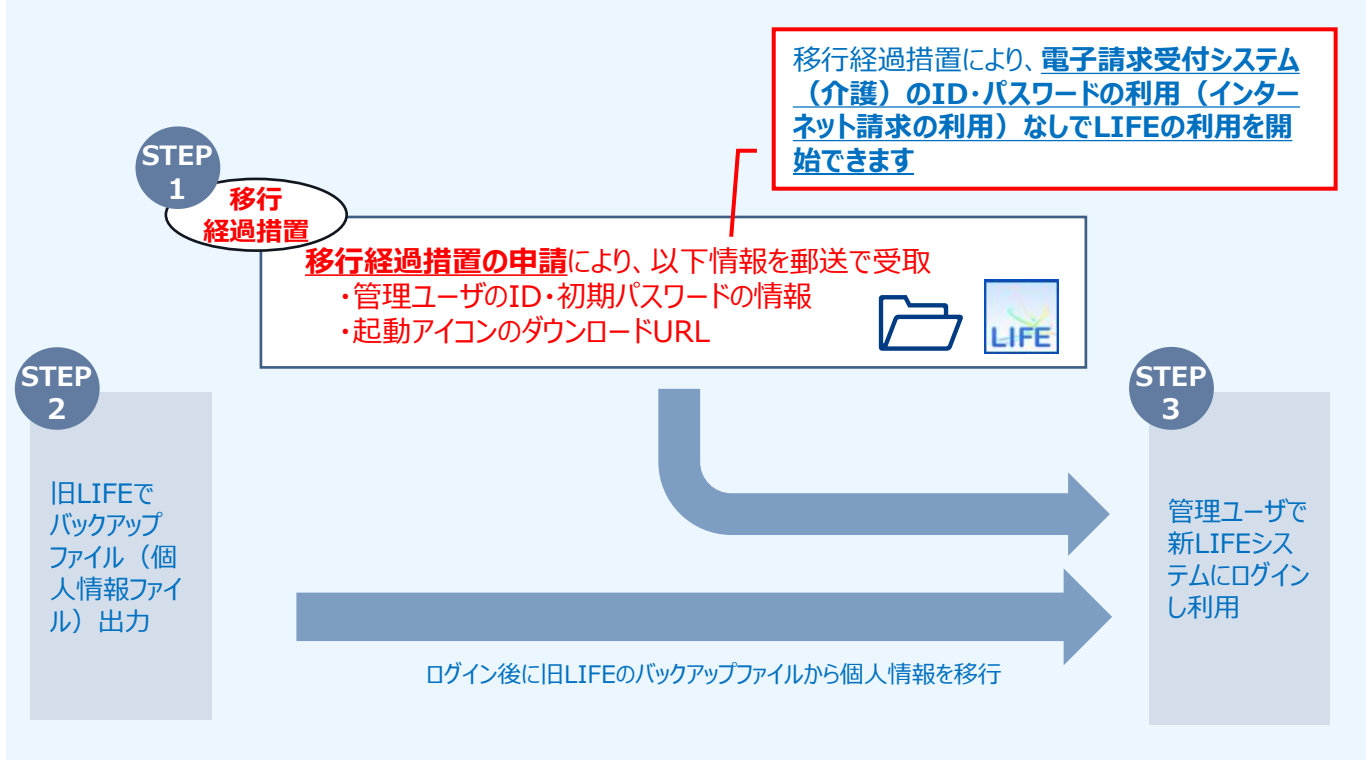 移行経過措置により、電子請求受付システム
（介護）のID・パスワードの利用（インター
ネット請求の利用）なしでLIFEの利用を開
始できます
STEP
1
移行
経過措置
移行経過措置の申請により、以下情報を郵送で受取
・管理ユーザのID・初期パスワードの情報
・起動アイコンのダウンロードURL
LIFE
STEP
2
旧LIFEで
バックアップ
ファイル（個
人情報ファイ
ル）出力
STEP
3
管理ユーザで
新LIFEシス
テムにログイン
し利用
ログイン後に旧LIFEのバックアップファイルから個人情報を移行